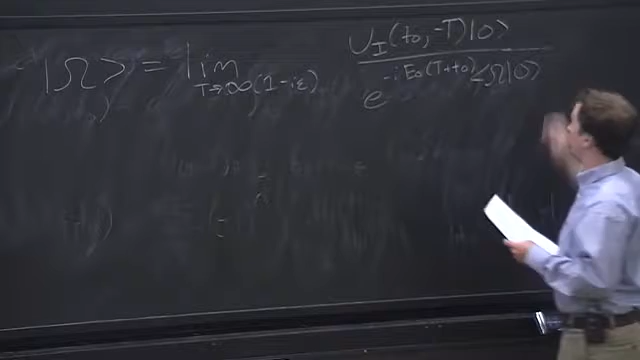 |Ω> = lim U_I(t₀,-T)|0>
T→∞(1-iε) e^{-iE₀(T+t₀)}<Ω|0>